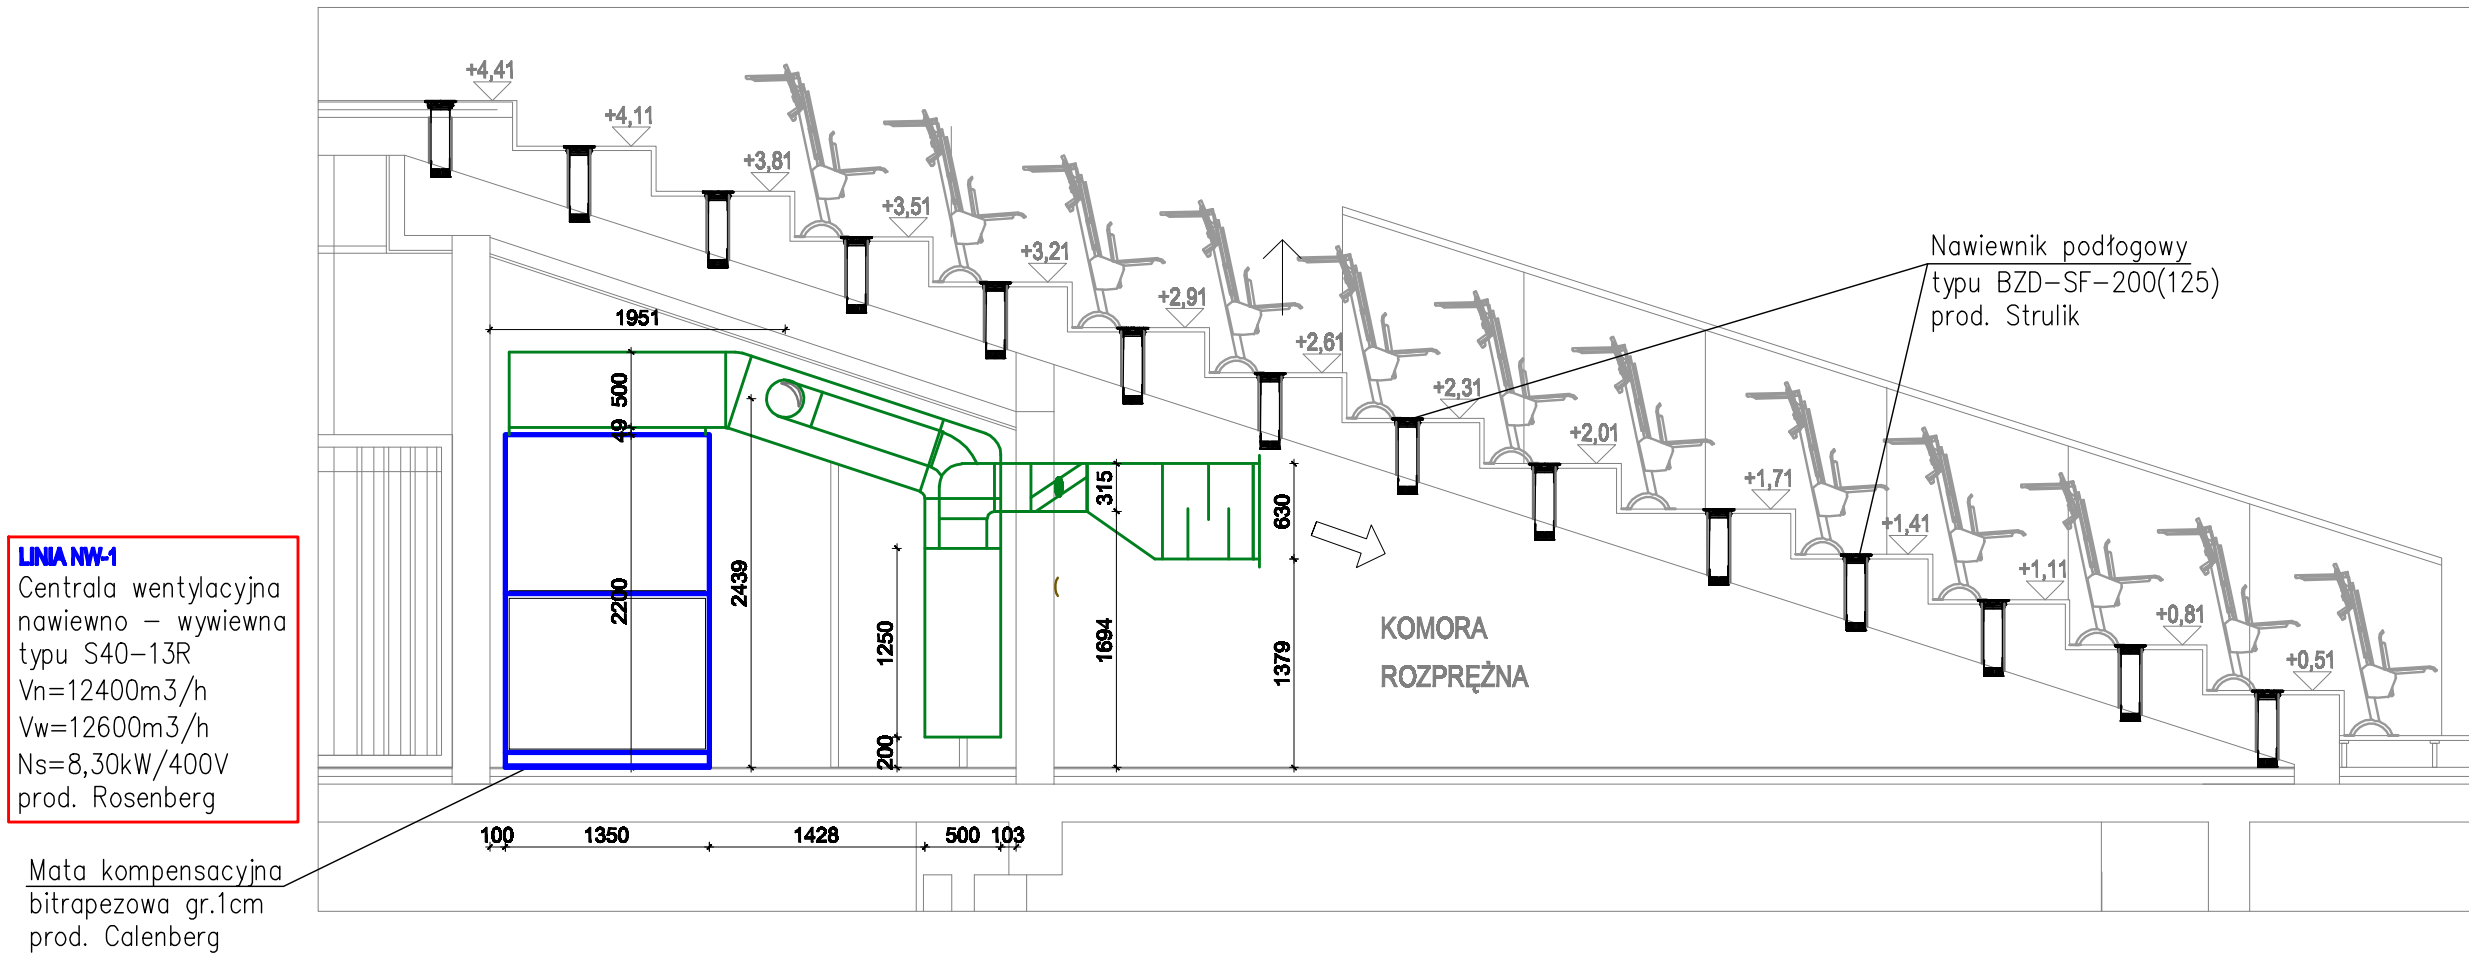 +4,41
+4,11
+3,81
+3,51
+3,21
+2,91
+2,61
+2,31
+2,01
+1,71
+1,41
+1,11
+0,81
+0,51
Nawiewnik podłogowy
typu BZD-SF-200(125)
prod. Strulik
1951
500
49
2200
2439
1250
200
315
1694
630
1379
KOMORA
ROZPRĘŻNA
LINIA NW-1
Centrala wentylacyjna
nawiewno - wywiewna
typu S40-13R
Vn=12400m3/h
Vw=12600m3/h
Ns=8,30kW/400V
prod. Rosenberg
100 1350 1428 500 103
Mata kompensacyjna
bitrapezowa gr.1cm
prod. Calenberg